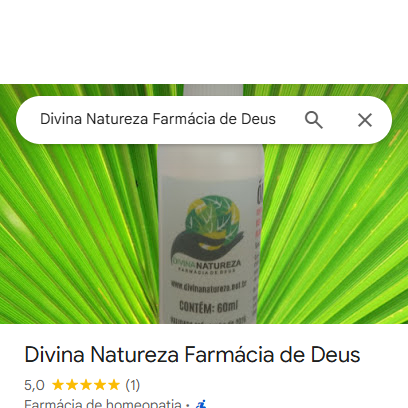 Divina Natureza Farmácia de Deus
DIVINANATUREZA
FARMÁCIA DE DEUS
www.divinanatureza.net.br
CONTÉM: 60ml
Divina Natureza Farmácia de Deus
5,0 (1)
Farmácia de homeopatia ·